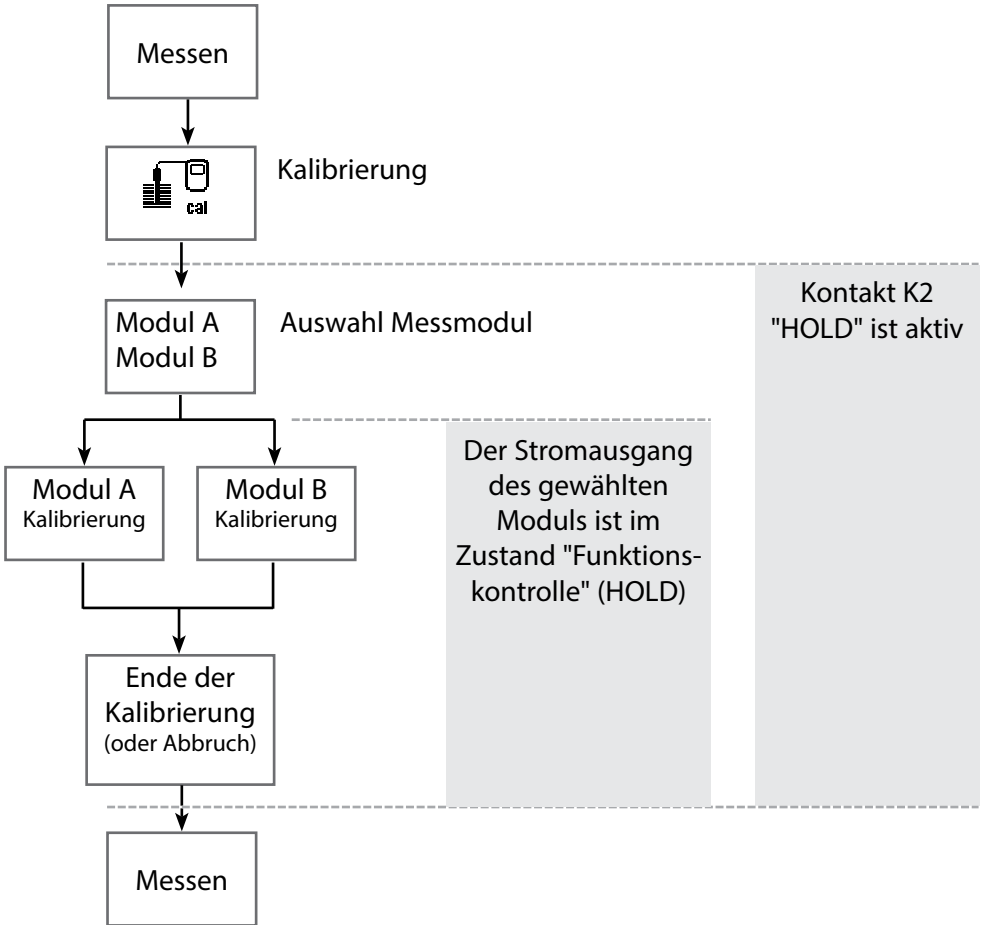 Messen
cal
Kalibrierung
Modul A
Modul B
Auswahl Messmodul
Kontakt K2
"HOLD" ist aktiv
Modul A
Kalibrierung
Modul B
Kalibrierung
Der Stromausgang
des gewählten
Moduls ist im
Zustand "Funktions-
kontrolle" (HOLD)
Ende der
Kalibrierung
(oder Abbruch)
Messen